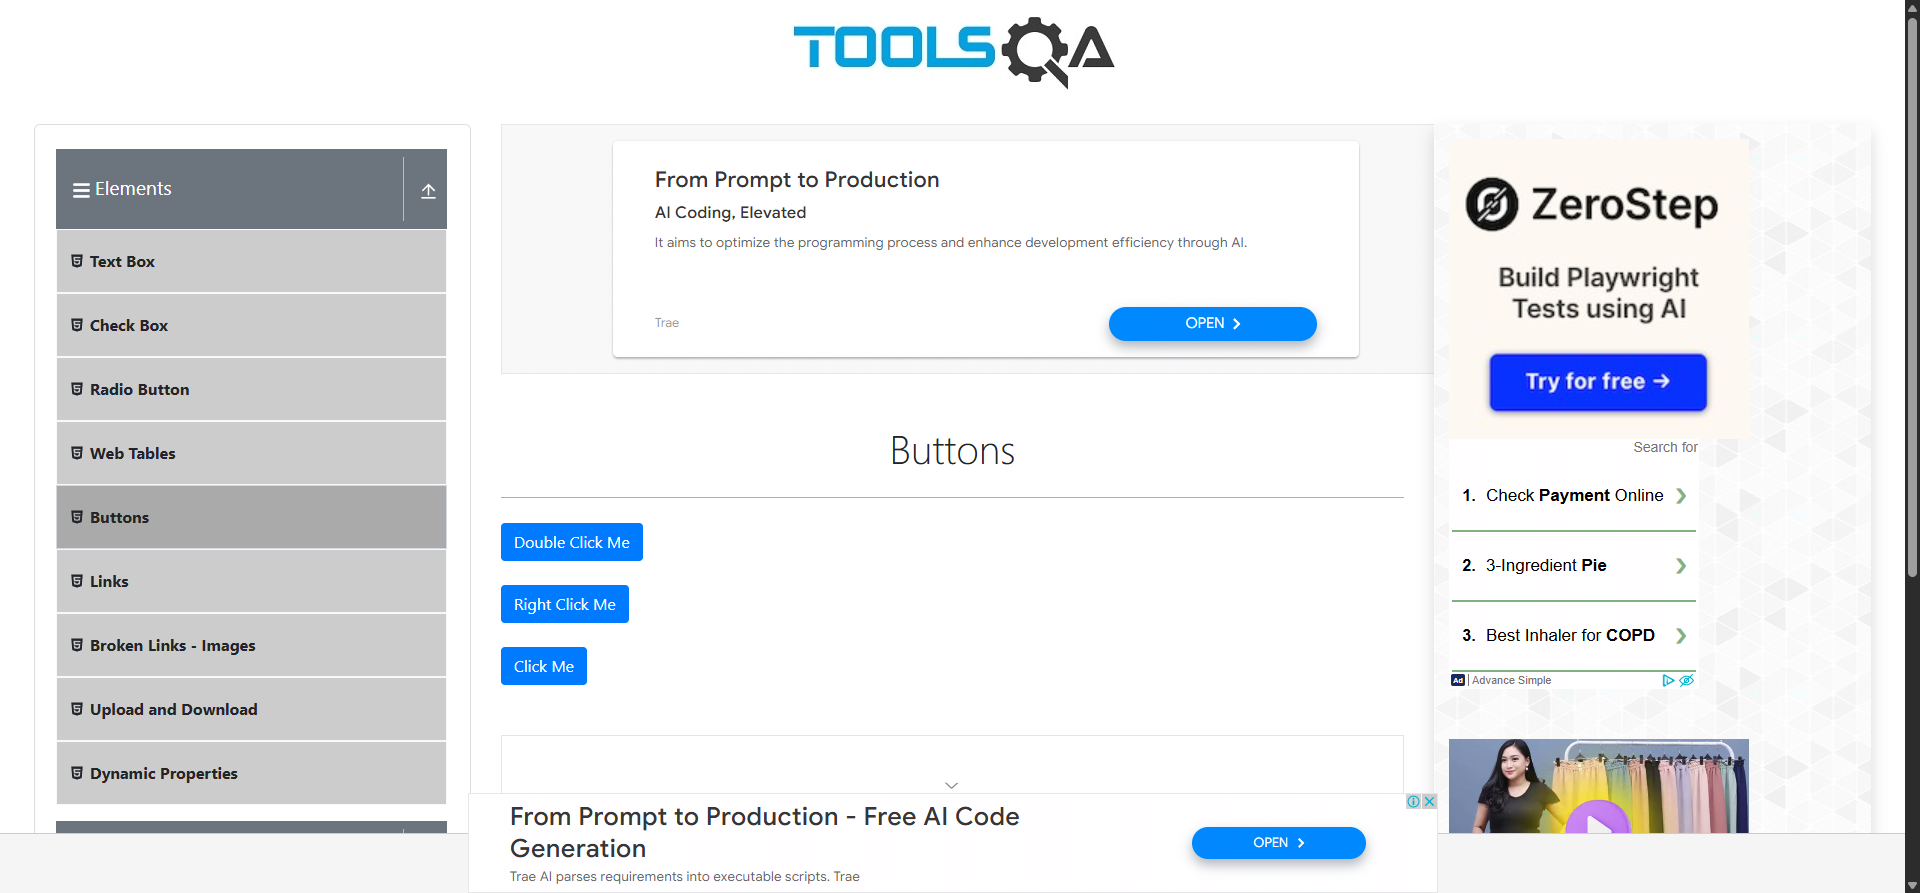 TOOLSQA
Elements
Text Box
Check Box
Radio Button
Web Tables
Buttons
Links
Broken Links - Images
Upload and Download
Dynamic Properties
From Prompt to Production
AI Coding, Elevated
It aims to optimize the programming process and enhance development efficiency through AI.
Trae
OPEN
Buttons
Double Click Me
Right Click Me
Click Me
ZeroStep
Build Playwright
Tests using AI
Try for free →
Search for
1. Check Payment Online
2. 3-Ingredient Pie
3. Best Inhaler for COPD
Ad | Advance Simple
From Prompt to Production - Free AI Code
Generation
Trae AI parses requirements into executable scripts. Trae
OPEN